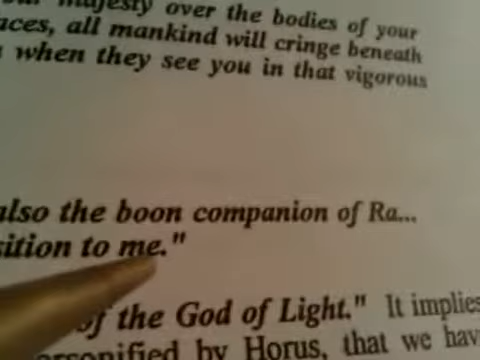 majesty over the bodies of your
aces, all mankind will cringe beneath
when they see you in that vigorous
also the boon companion of Ra...
sition to me."
of the God of Light." It implies
ersonified by Horus, that we hav